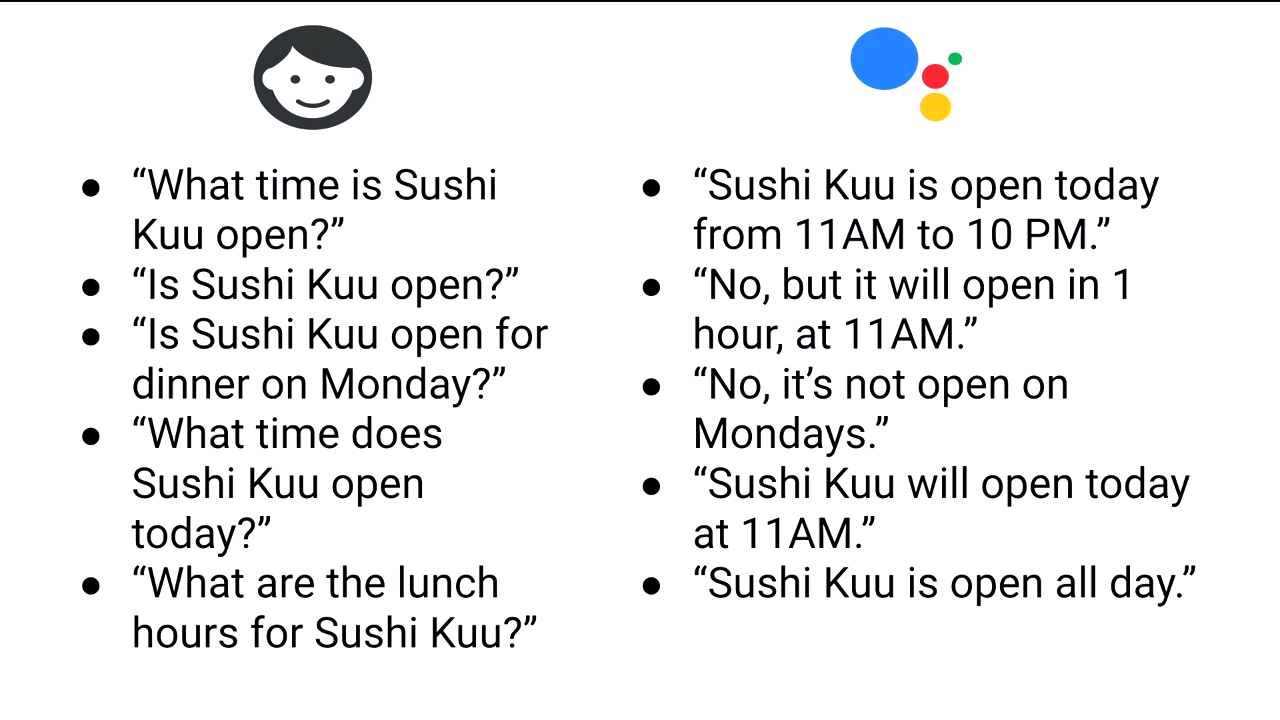 ● “What time is Sushi
Kuu open?”
● “Is Sushi Kuu open?”
● “Is Sushi Kuu open for
dinner on Monday?”
● “What time does
Sushi Kuu open
today?”
● “What are the lunch
hours for Sushi Kuu?”
● “Sushi Kuu is open today
from 11AM to 10 PM.”
● “No, but it will open in 1
hour, at 11AM.”
● “No, it’s not open on
Mondays.”
● “Sushi Kuu will open today
at 11AM.”
● “Sushi Kuu is open all day.”